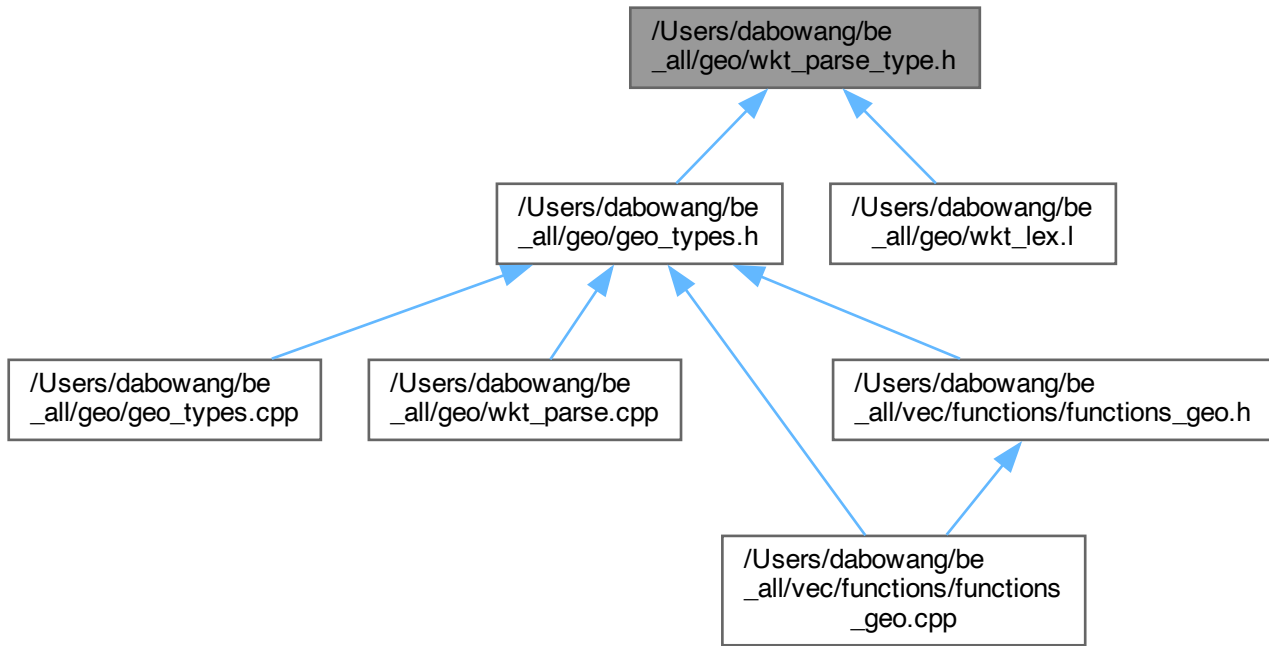 /Users/dabowang/be
_all/geo/wkt_parse_type.h
/Users/dabowang/be
_all/geo/geo_types.h
/Users/dabowang/be
_all/geo/wkt_lex.l
/Users/dabowang/be
_all/geo/geo_types.cpp
/Users/dabowang/be
_all/geo/wkt_parse.cpp
/Users/dabowang/be
_all/vec/functions/functions_geo.h
/Users/dabowang/be
_all/vec/functions/functions
_geo.cpp